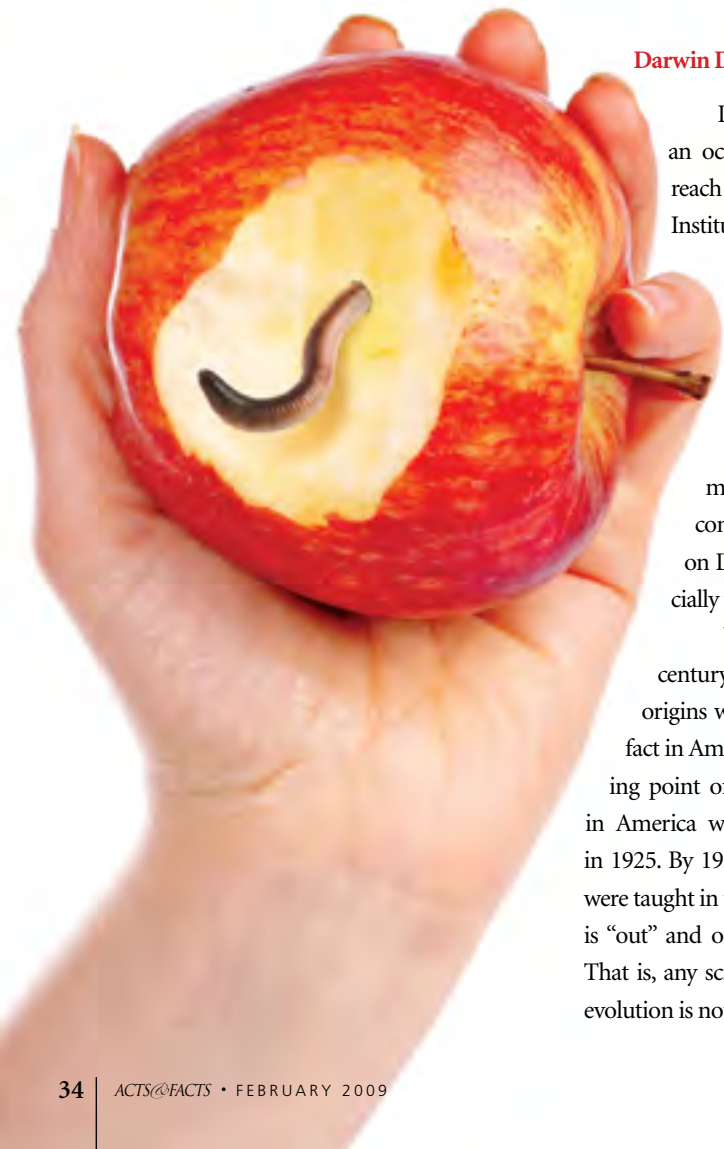 Darwin D
an oc
reach
Institu
m
con
on D
cially
century
origins w
fact in Am
ing point o
in America w
in 1925. By 19
were taught in
is “out” and o
That is, any sc
evolution is no
34 ACTS@FACTS • FEBRUARY 2009